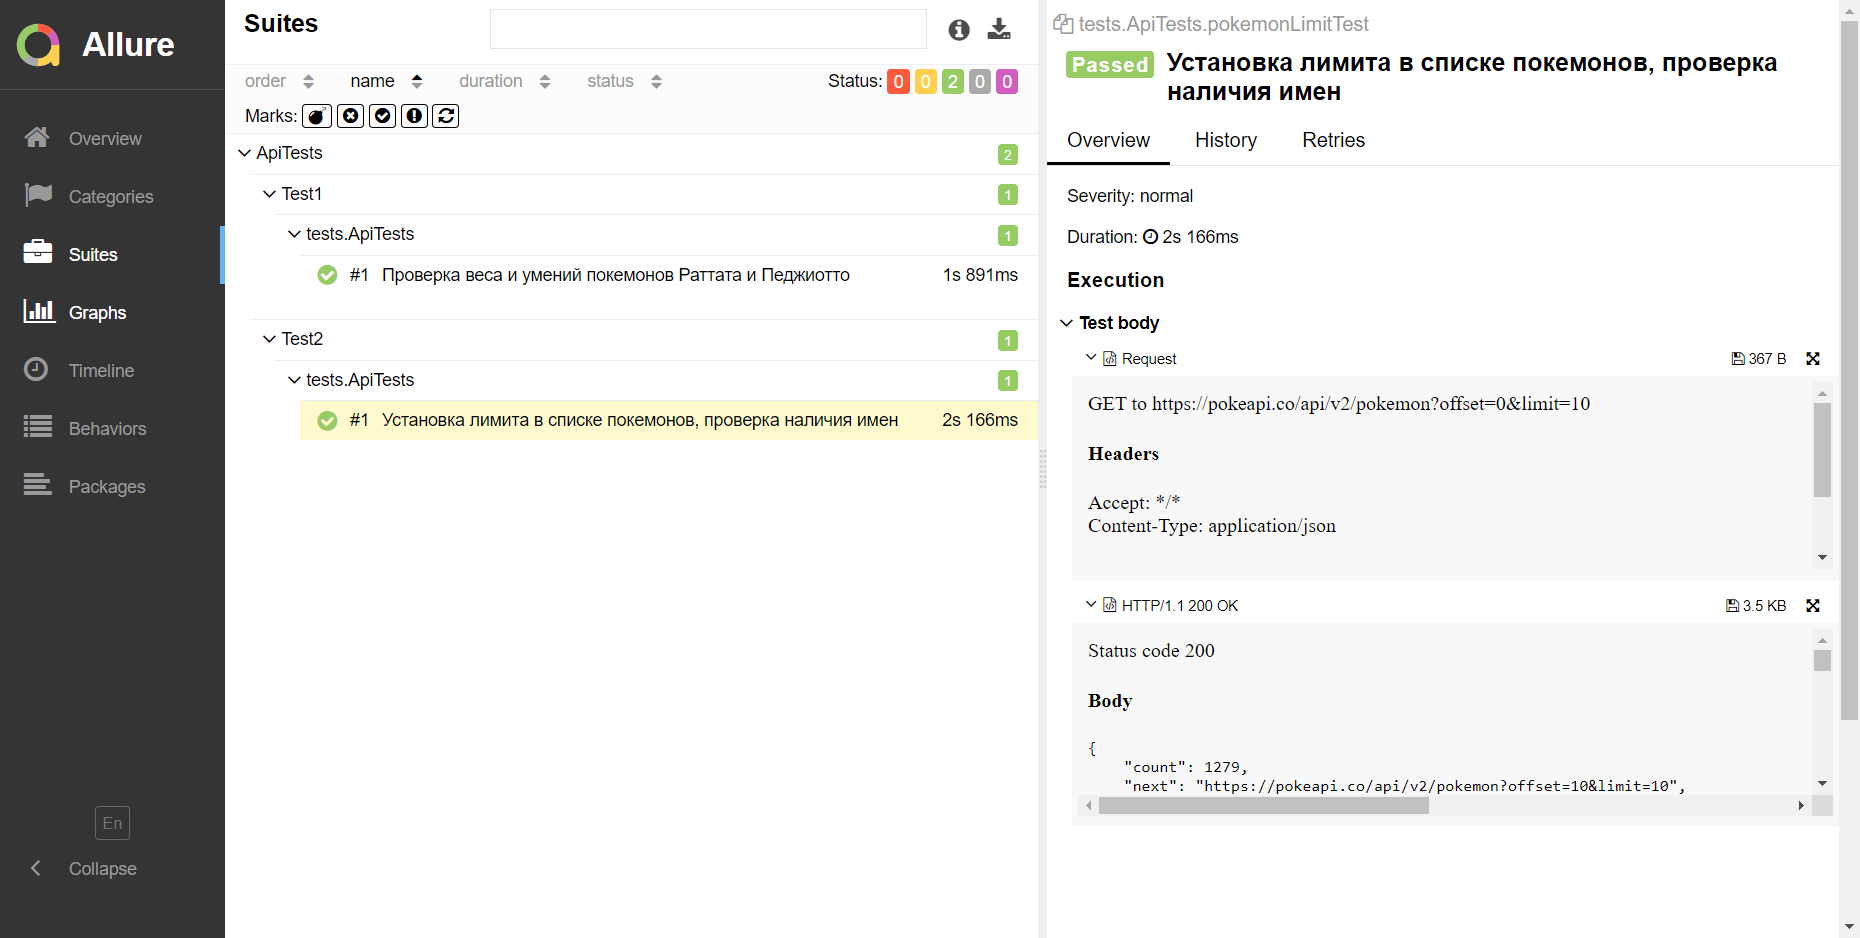 Allure
Overview
Categories
Suites
Graphs
Timeline
Behaviors
Packages
En
Collapse
Suites
order name duration status Status: 0 0 2 0 0
Marks:
ApiTests 2
Test1 1
tests.ApiTests 1
#1 Проверка веса и умений покемонов Раттата и Педжиотто 1s 891ms
Test2 1
tests.ApiTests 1
#1 Установка лимита в списке покемонов, проверка наличия имен 2s 166ms
tests.ApiTests.pokemonLimitTest
Passed Установка лимита в списке покемонов, проверка
наличия имен
Overview History Retries
Severity: normal
Duration: 2s 166ms
Execution
Test body
Request 367 B
GET to https://pokeapi.co/api/v2/pokemon?offset=0&limit=10
Headers
Accept: */*
Content-Type: application/json
HTTP/1.1 200 OK 3.5 KB
Status code 200
Body
{
"count": 1279,
"next": "https://pokeapi.co/api/v2/pokemon?offset=10&limit=10",